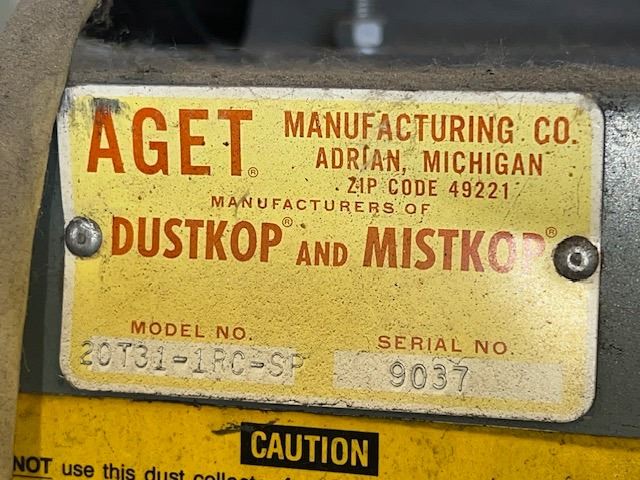 AGET® MANUFACTURING CO.
ADRIAN, MICHIGAN
ZIP CODE 49221
MANUFACTURERS OF
DUSTKOP® AND MISTKOP®
MODEL NO. SERIAL NO.
20T31-1RC-SP 9037
CAUTION
NOT use this dust